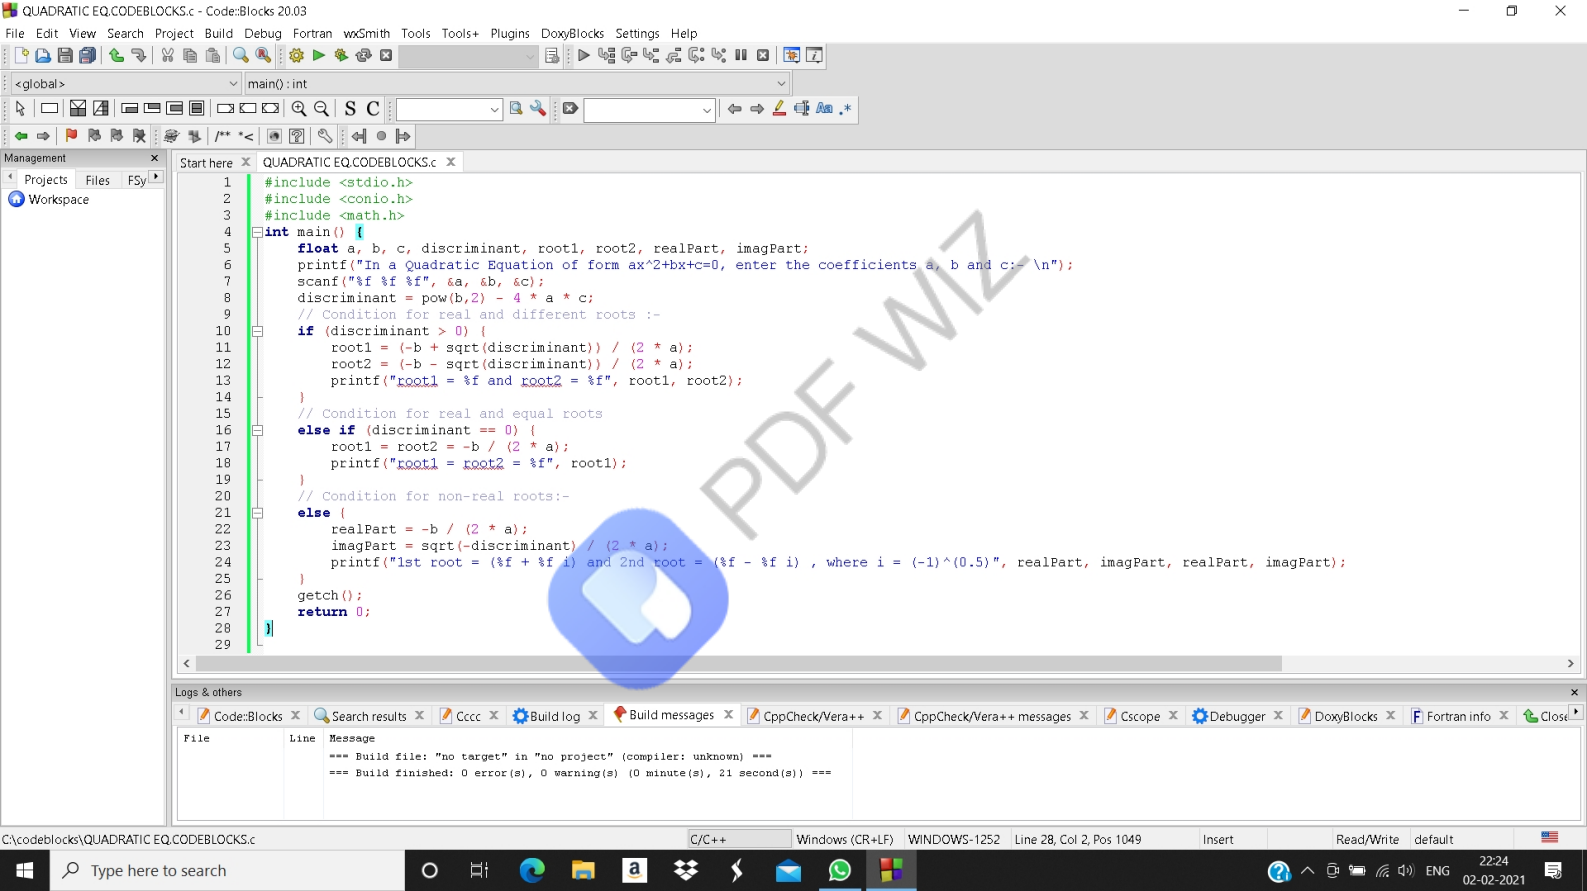 QUADRATIC EQ.CODEBLOCKS.c - Code::Blocks 20.03
File Edit View Search Project Build Debug Fortran wxSmith Tools Tools+ Plugins DoxyBlocks Settings Help
<global> main() : int
S C Aa .*
/** *<
Management
Start here QUADRATIC EQ.CODEBLOCKS.c
Projects Files FSy
Workspace
1 #include <stdio.h>
2 #include <conio.h>
3 #include <math.h>
4 int main() {
5 float a, b, c, discriminant, root1, root2, realPart, imagPart;
6 printf("In a Quadratic Equation of form ax^2+bx+c=0, enter the coefficients a, b and c:- \n");
7 scanf("%f %f %f", &a, &b, &c);
8 discriminant = pow(b,2) - 4 * a * c;
9 // Condition for real and different roots :-
10 if (discriminant > 0) {
11 root1 = (-b + sqrt(discriminant)) / (2 * a);
12 root2 = (-b - sqrt(discriminant)) / (2 * a);
13 printf("root1 = %f and root2 = %f", root1, root2);
14 }
15 // Condition for real and equal roots
16 else if (discriminant == 0) {
17 root1 = root2 = -b / (2 * a);
18 printf("root1 = root2 = %f", root1);
19 }
20 // Condition for non-real roots:-
21 else {
22 realPart = -b / (2 * a);
23 imagPart = sqrt(-discriminant) / (2 * a);
24 printf("1st root = (%f + %f i) and 2nd root = (%f - %f i) , where i = (-1)^(0.5)", realPart, imagPart, realPart, imagPart);
25 }
26 getch();
27 return 0;
28 }
29
PDF WIZ
Logs & others
Code::Blocks Search results Cccc Build log Build messages CppCheck/Vera++ CppCheck/Vera++ messages Cscope Debugger DoxyBlocks Fortran info Close
File Line Message
=== Build file: "no target" in "no project" (compiler: unknown) ===
=== Build finished: 0 error(s), 0 warning(s) (0 minute(s), 21 second(s)) ===
C:\codeblocks\QUADRATIC EQ.CODEBLOCKS.c C/C++ Windows (CR+LF) WINDOWS-1252 Line 28, Col 2, Pos 1049 Insert Read/Write default
Type here to search
a
ENG
22:24
02-02-2021